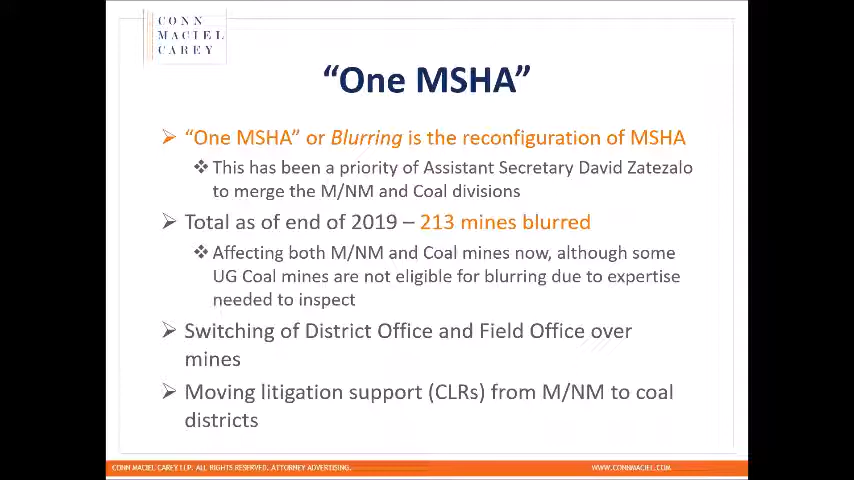 CONN
MACIEL
CAREY
“One MSHA”
“One MSHA” or Blurring is the reconfiguration of MSHA
This has been a priority of Assistant Secretary David Zatezalo
to merge the M/NM and Coal divisions
Total as of end of 2019 – 213 mines blurred
Affecting both M/NM and Coal mines now, although some
UG Coal mines are not eligible for blurring due to expertise
needed to inspect
Switching of District Office and Field Office over
mines
Moving litigation support (CLRs) from M/NM to coal
districts
CONN MACIEL CAREY LLP. ALL RIGHTS RESERVED. ATTORNEY ADVERTISING.
WWW.CONNMACIEL.COM